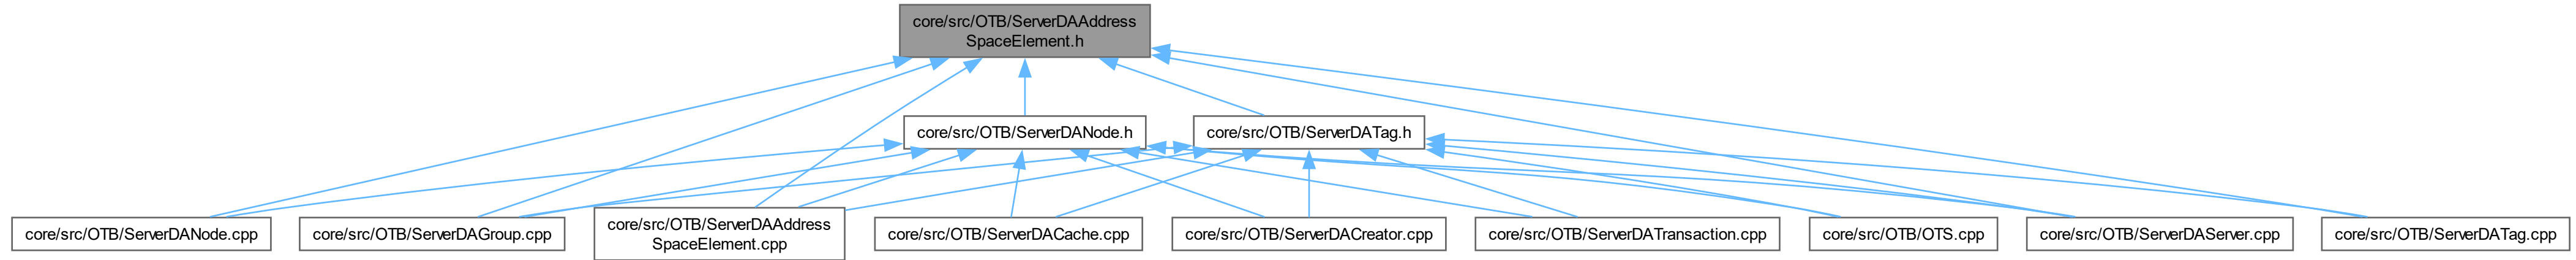 core/src/OTB/ServerDAAddress
SpaceElement.h
core/src/OTB/ServerDANode.h
core/src/OTB/ServerDATag.h
core/src/OTB/ServerDANode.cpp
core/src/OTB/ServerDAGroup.cpp
core/src/OTB/ServerDAAddress
SpaceElement.cpp
core/src/OTB/ServerDACache.cpp
core/src/OTB/ServerDACreator.cpp
core/src/OTB/ServerDATransaction.cpp
core/src/OTB/OTS.cpp
core/src/OTB/ServerDAServer.cpp
core/src/OTB/ServerDATag.cpp